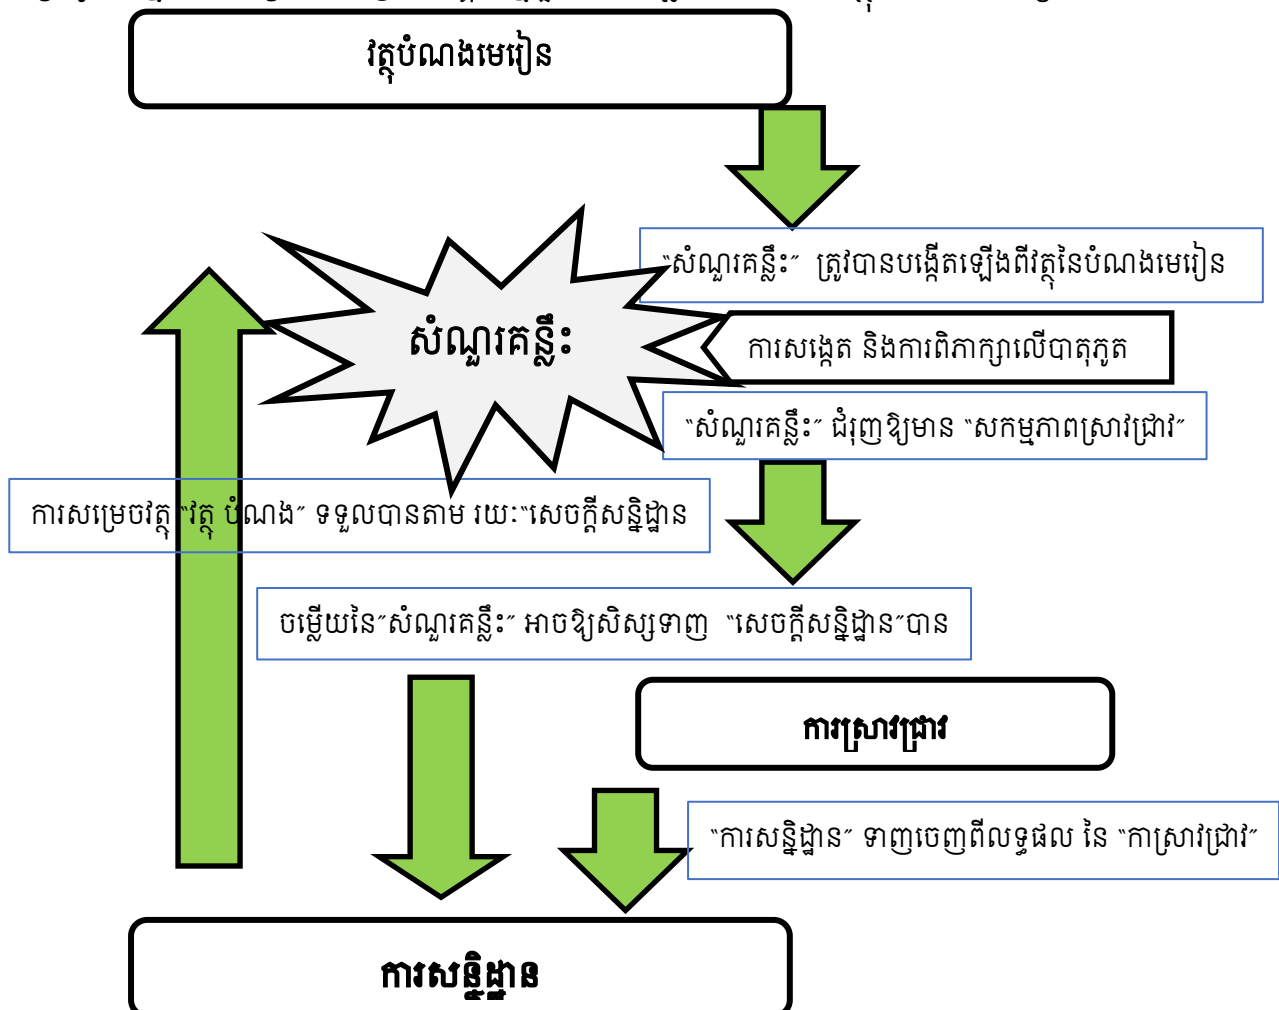 វត្ថុបំណងមេរៀន
“សំណួរគន្លឹះ” ត្រូវបានបង្កើតឡើងពីវត្ថុនៃបំណងមេរៀន
សំណួរគន្លឹះ
ការសង្កេត និងការពិភាក្សាលើបាតុភូត
“សំណួរគន្លឹះ” ជំរុញឱ្យមាន “សកម្មភាពស្រាវជ្រាវ”
ការសម្រេចវត្ថុ “វត្ថុ បំណង” ទទួលបានតាម រយៈ“សេចក្តីសន្និដ្ឋាន
ចម្លើយនៃ“សំណួរគន្លឹះ” អាចឱ្យសិស្សទាញ “សេចក្តីសន្និដ្ឋាន”បាន
ការស្រាវជ្រាវ
“ការសន្និដ្ឋាន” ទាញចេញពីលទ្ធផល នៃ “កាស្រាវជ្រាវ”
ការសន្និដ្ឋាន